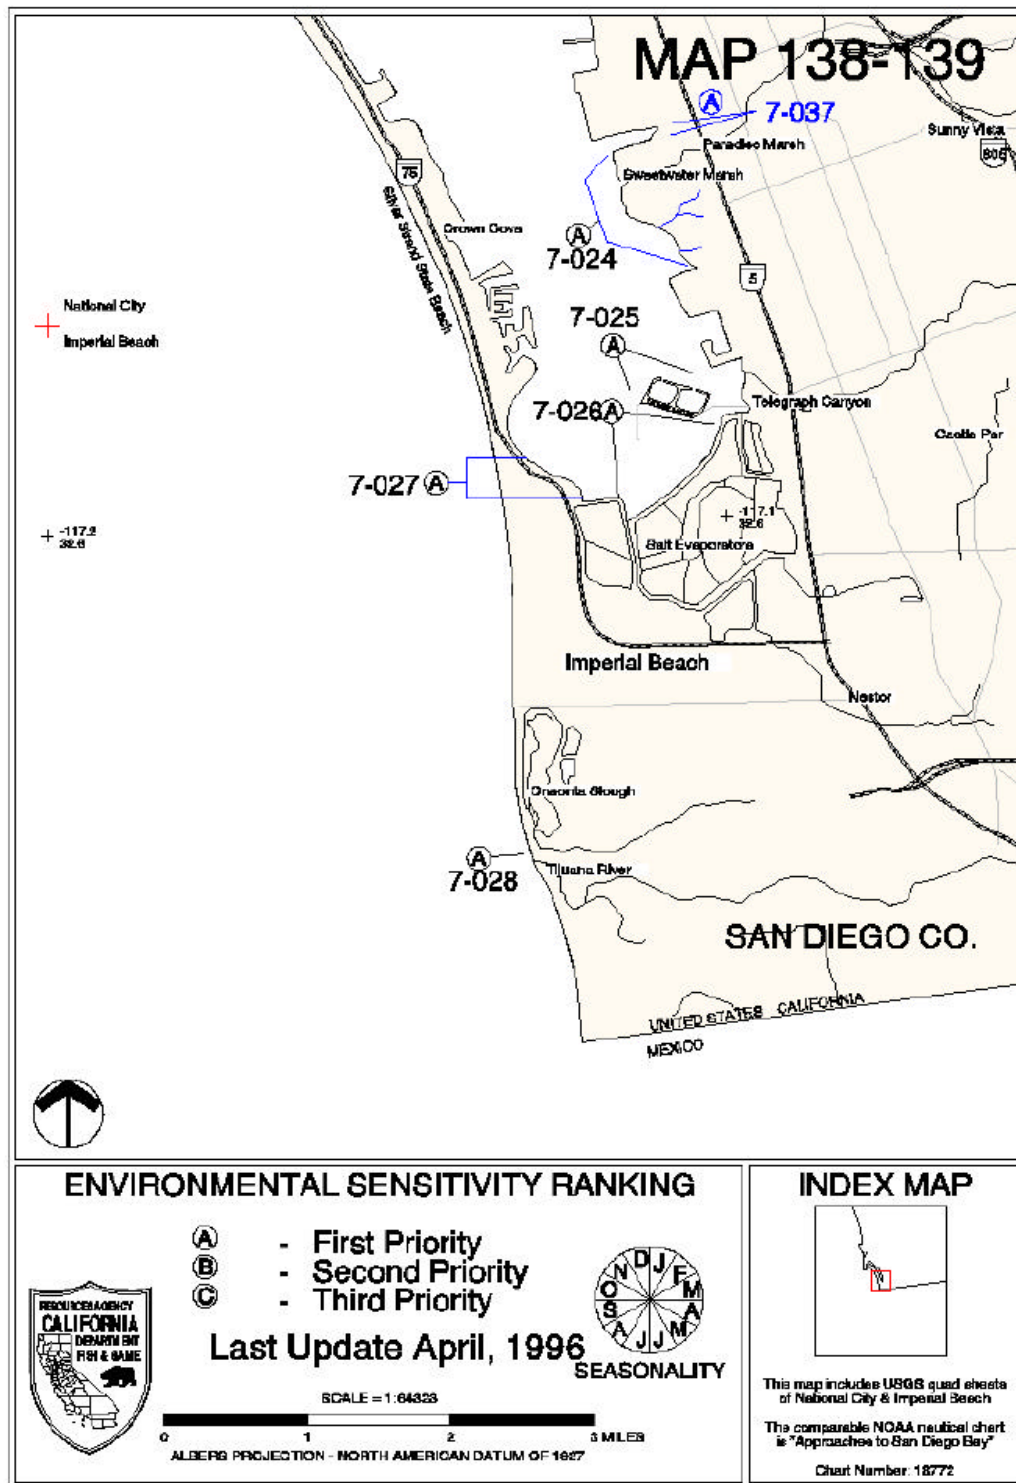 MAP 138-139
A
7-037
Sunny Vista
805
Paradise Marsh
75
Sweetwater Marsh
Silver Strand State Beach
Crown Cove
A
7-024
5
National City
Imperial Beach
7-025
A
Telegraph Canyon
7-026 A
Castle Par
7-027 A
-117.1
32.6
-117.2
32.6
Salt Evaporators
Imperial Beach
Nestor
Oneonta Slough
A
7-028
Tijuana River
SAN DIEGO CO.
UNITED STATES CALIFORNIA
MEXICO
ENVIRONMENTAL SENSITIVITY RANKING
A - First Priority
B - Second Priority
C - Third Priority
Last Update April, 1996
J F M A M J J A S O N D
SEASONALITY
RESOURCES AGENCY
CALIFORNIA
DEPARTMENT
FISH & GAME
SCALE = 1:64323
0 1 2 3 MILES
ALBERS PROJECTION - NORTH AMERICAN DATUM OF 1927
INDEX MAP
This map includes USGS quad sheets
of National City & Imperial Beach
The comparable NOAA nautical chart
is "Approaches to San Diego Bay"
Chart Number: 18772